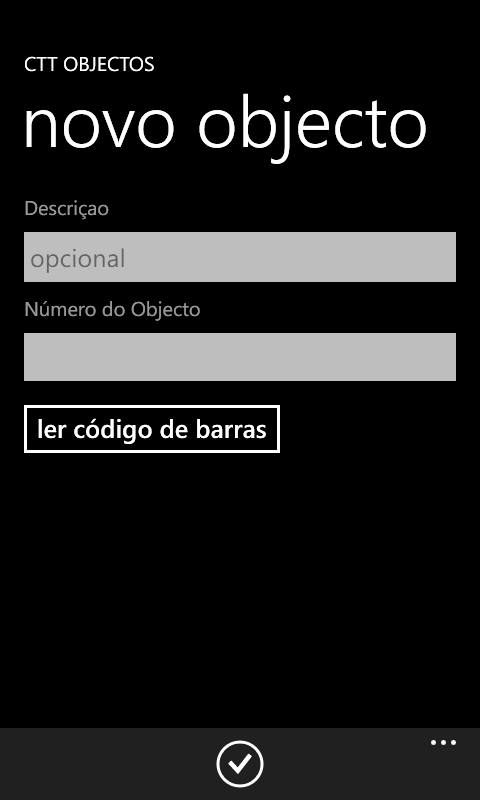 CTT OBJECTOS
novo objecto
Descriçao
opcional
Número do Objecto
ler código de barras